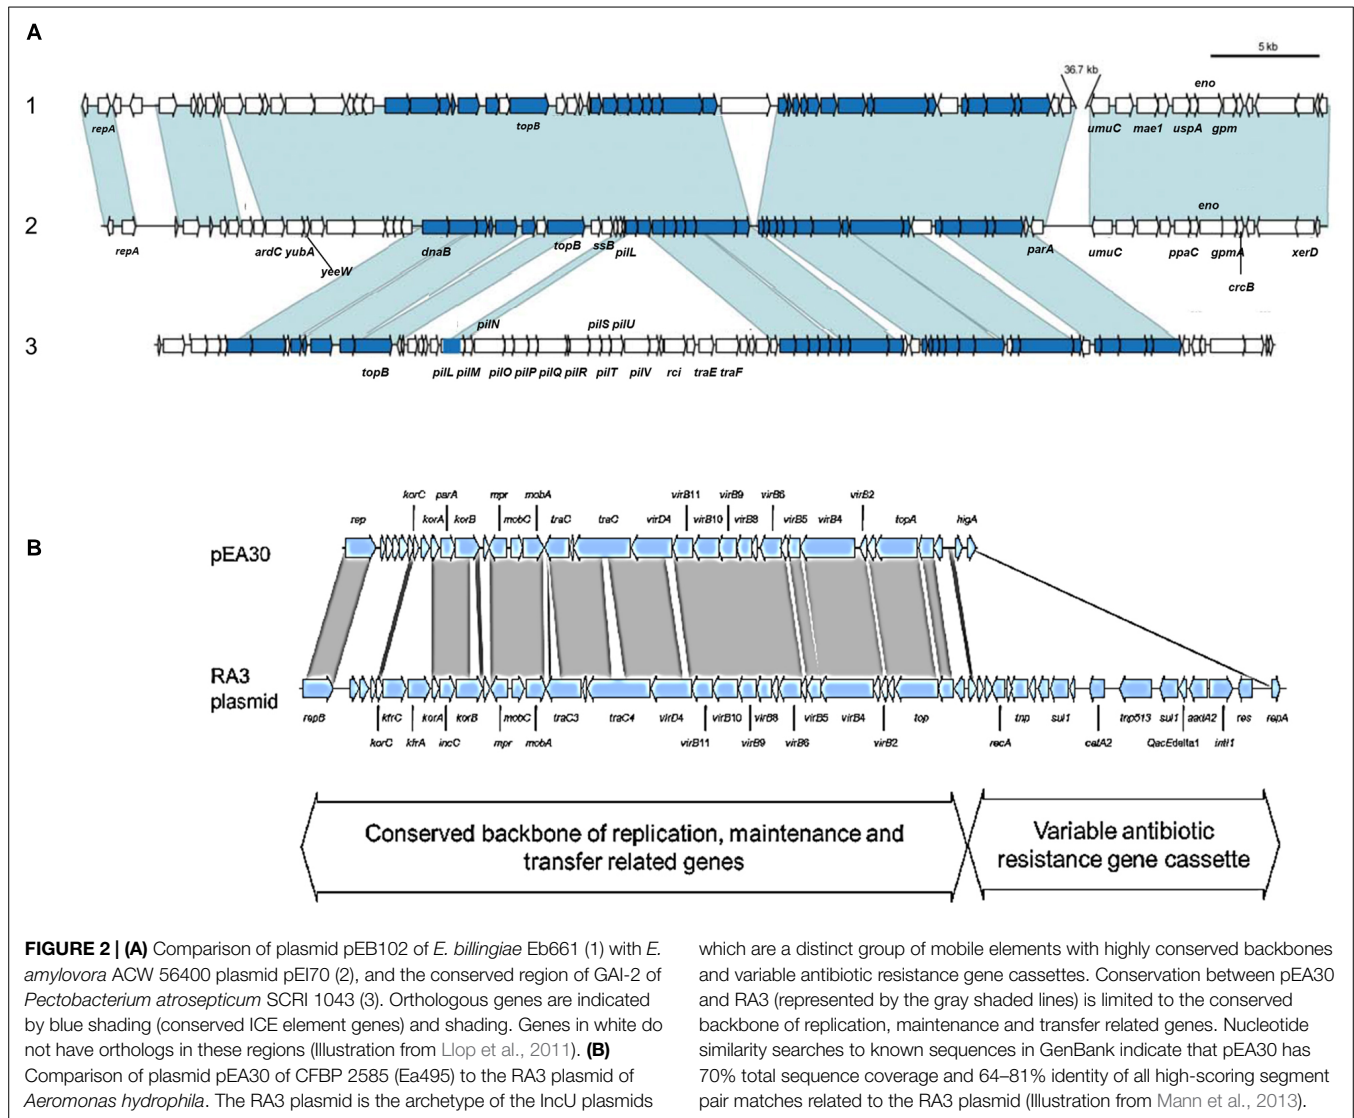 A
5 kb
36.7 kb
eno
1
repA
topB
umuC mae1 uspA gpm
eno
2
repA
ardC yubA
yeeW
dnaB
topB
ssB
pilL
parA
umuC
ppaC
gpmA
crcB
xerD
pilN
pilS pilU
3
topB
pilL pilM pilO pilP pilQ pilR pilT pilV rci traE traF
korC parA mpr mobA virB11 virB9 virB6 virB2
rep korA korB mobC traC traC virD4 virB10 virB8 virB5 virB4 topA higA
B
pEA30
RA3
plasmid
repB kfrC korA korB mobC traC3 traC4 virD4 virB10 virB8 virB5 virB4 top tnp sul1 tnp513 sul1 aadA2 res repA
korC kfrA incC mpr mobA virB11 virB9 virB6 virB2 recA catA2 QacEdelta1 intI1
Conserved backbone of replication, maintenance and
transfer related genes
Variable antibiotic
resistance gene cassette
FIGURE 2 | (A) Comparison of plasmid pEB102 of E. billingiae Eb661 (1) with E.
amylovora ACW 56400 plasmid pEI70 (2), and the conserved region of GAI-2 of
Pectobacterium atrosepticum SCRI 1043 (3). Orthologous genes are indicated
by blue shading (conserved ICE element genes) and shading. Genes in white do
not have orthologs in these regions (Illustration from Llop et al., 2011). (B)
Comparison of plasmid pEA30 of CFBP 2585 (Ea495) to the RA3 plasmid of
Aeromonas hydrophila. The RA3 plasmid is the archetype of the IncU plasmids
which are a distinct group of mobile elements with highly conserved backbones
and variable antibiotic resistance gene cassettes. Conservation between pEA30
and RA3 (represented by the gray shaded lines) is limited to the conserved
backbone of replication, maintenance and transfer related genes. Nucleotide
similarity searches to known sequences in GenBank indicate that pEA30 has
70% total sequence coverage and 64–81% identity of all high-scoring segment
pair matches related to the RA3 plasmid (Illustration from Mann et al., 2013).